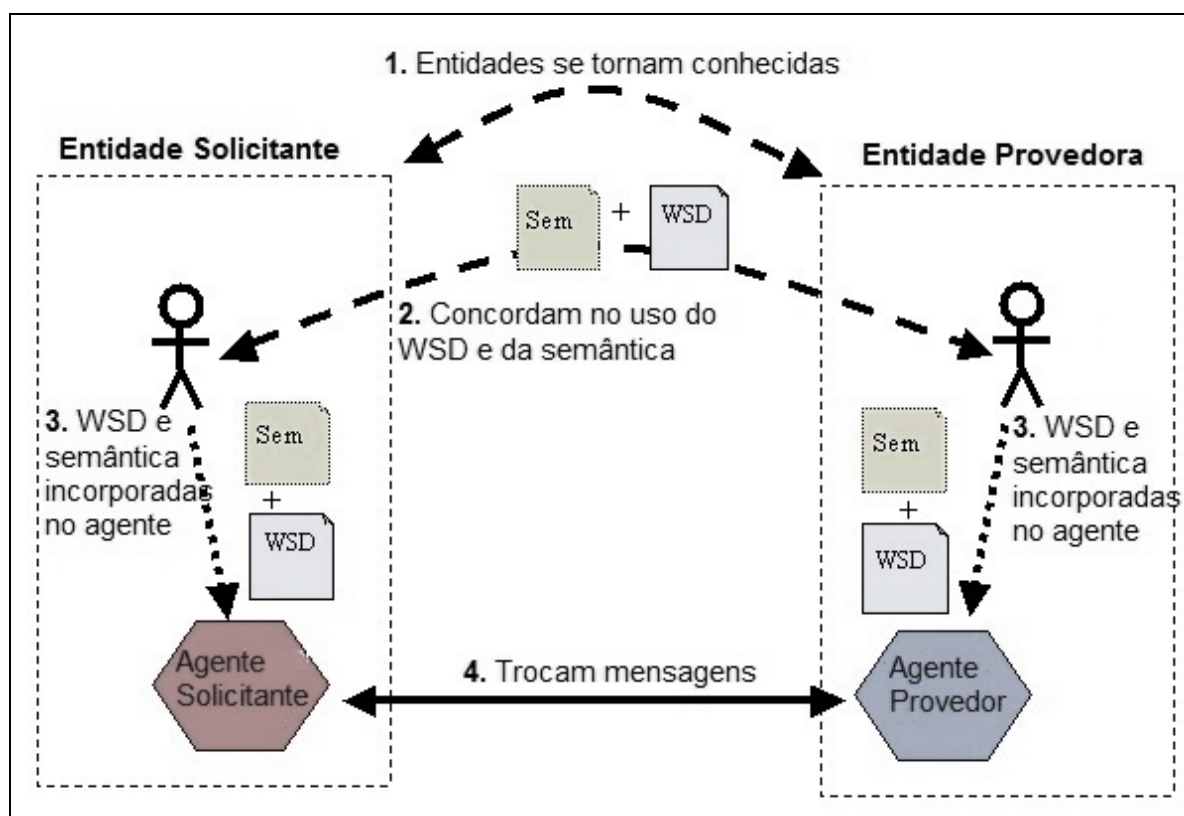 1. Entidades se tornam conhecidas
Entidade Solicitante
Entidade Provedora
Sem
+
WSD
2. Concordam no uso do
WSD e da semântica
3. WSD e
semântica
incorporadas
no agente
Sem
+
WSD
Sem
+
WSD
3. WSD e
semântica
incorporadas
no agente
Agente
Solicitante
4. Trocam mensagens
Agente
Provedor